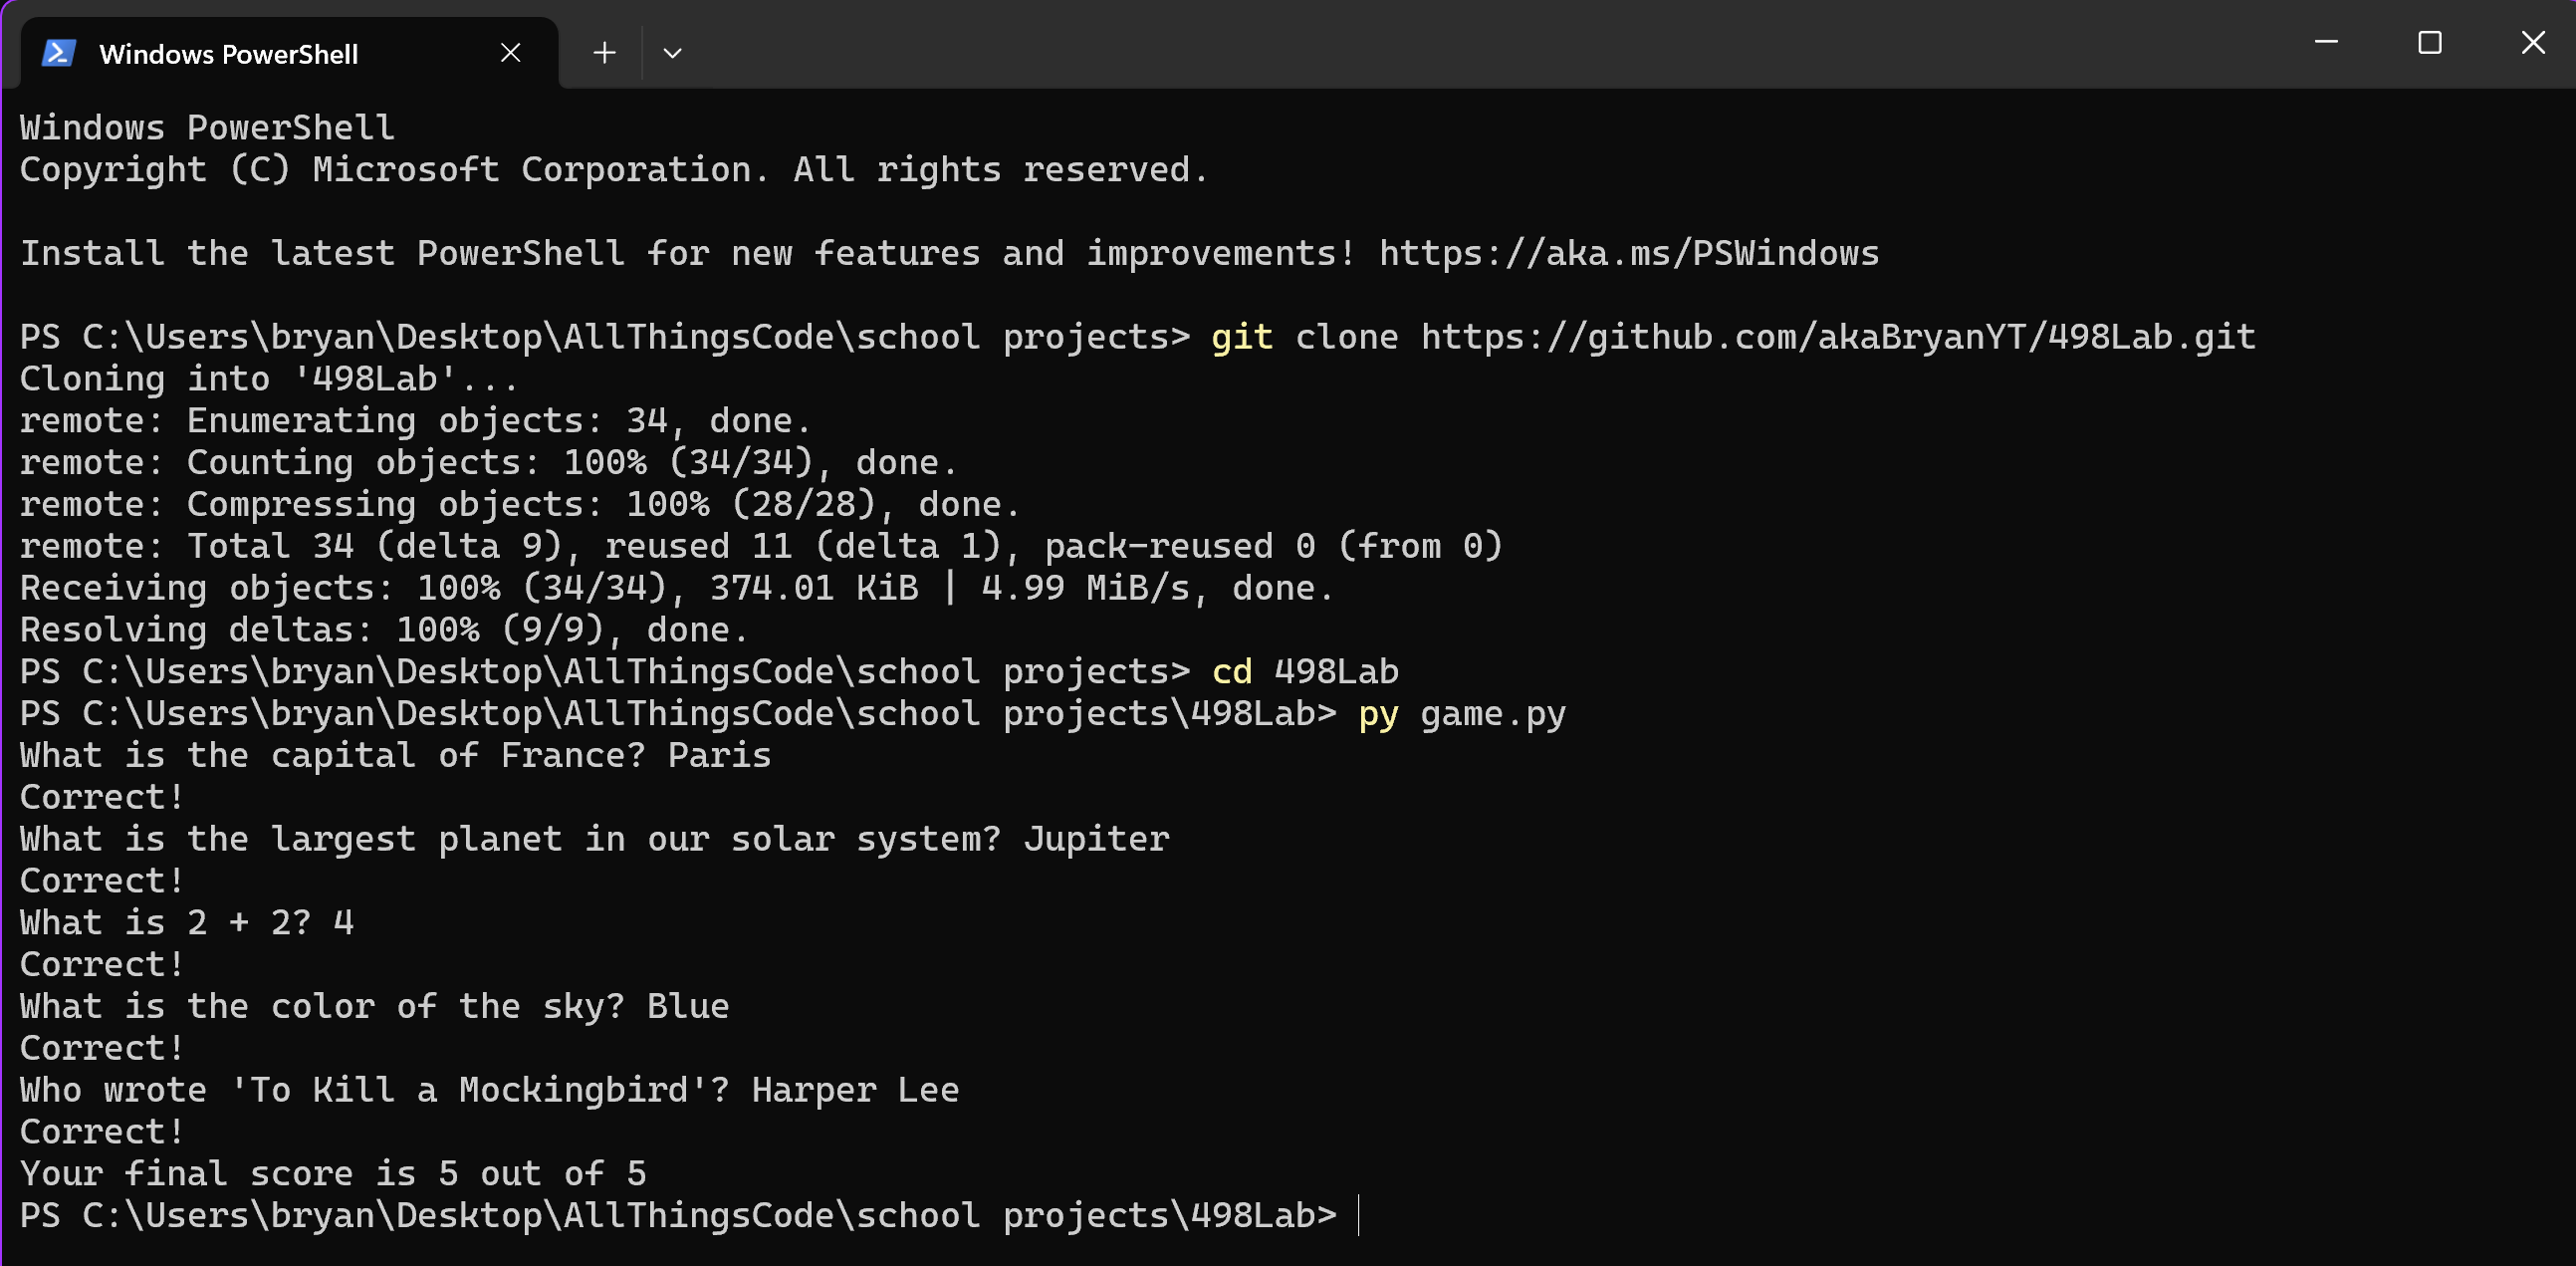 Windows PowerShell
Windows PowerShell
Copyright (C) Microsoft Corporation. All rights reserved.
Install the latest PowerShell for new features and improvements! https://aka.ms/PSWindows
PS C:\Users\bryan\Desktop\AllThingsCode\school projects> git clone https://github.com/akaBryanYT/498Lab.git
Cloning into '498Lab'...
remote: Enumerating objects: 34, done.
remote: Counting objects: 100% (34/34), done.
remote: Compressing objects: 100% (28/28), done.
remote: Total 34 (delta 9), reused 11 (delta 1), pack-reused 0 (from 0)
Receiving objects: 100% (34/34), 374.01 KiB | 4.99 MiB/s, done.
Resolving deltas: 100% (9/9), done.
PS C:\Users\bryan\Desktop\AllThingsCode\school projects> cd 498Lab
PS C:\Users\bryan\Desktop\AllThingsCode\school projects\498Lab> py game.py
What is the capital of France? Paris
Correct!
What is the largest planet in our solar system? Jupiter
Correct!
What is 2 + 2? 4
Correct!
What is the color of the sky? Blue
Correct!
Who wrote 'To Kill a Mockingbird'? Harper Lee
Correct!
Your final score is 5 out of 5
PS C:\Users\bryan\Desktop\AllThingsCode\school projects\498Lab>